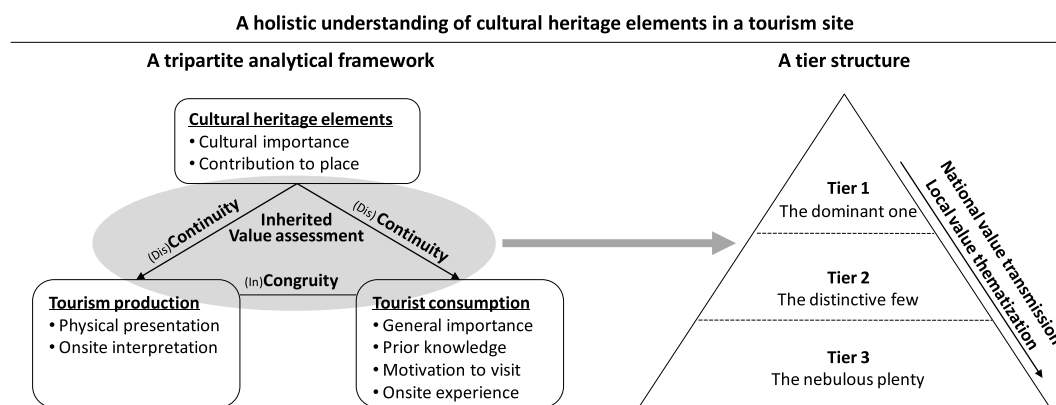 A holistic understanding of cultural heritage elements in a tourism site
A tripartite analytical framework
Cultural heritage elements
• Cultural importance
• Contribution to place
(Dis)Continuity
Inherited
Value assessment
(Dis)Continuity
(In)Congruity
Tourism production
• Physical presentation
• Onsite interpretation
Tourist consumption
• General importance
• Prior knowledge
• Motivation to visit
• Onsite experience
A tier structure
Tier 1
The dominant one
Tier 2
The distinctive few
Tier 3
The nebulous plenty
National value transmission
Local value thematization